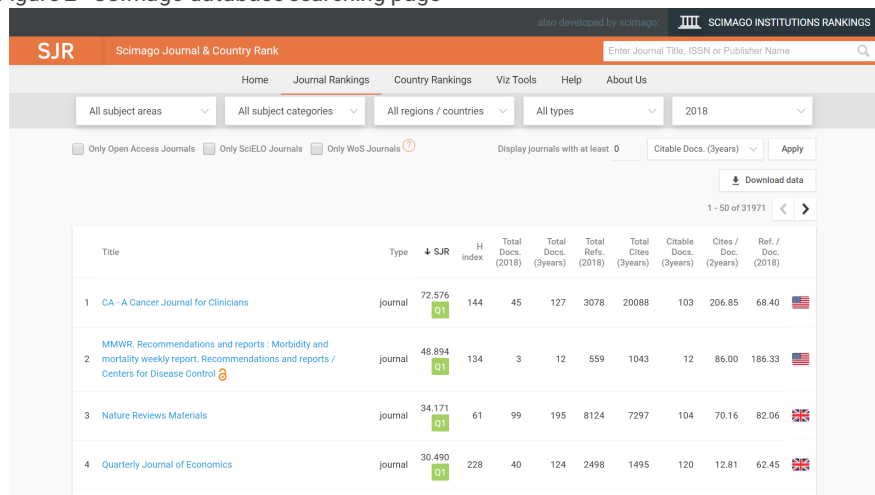 Figure 2 - Scimago database searching page
also developed by scimago: SCIMAGO INSTITUTIONS RANKINGS
SJR Scimago Journal & Country Rank Enter Journal Title, ISSN or Publisher Name
Home Journal Rankings Country Rankings Viz Tools Help About Us
All subject areas All subject categories All regions / countries All types 2018
Only Open Access Journals Only SciELO Journals Only WoS Journals ? Display journals with at least 0 Citable Docs. (3years) Apply
Download data
1 - 50 of 31971
Title Type ↓ SJR H index Total Docs. (2018) Total Docs. (3years) Total Refs. (2018) Total Cites (3years) Citable Docs. (3years) Cites / Doc. (2years) Ref. / Doc. (2018)
1 CA - A Cancer Journal for Clinicians journal 72.576 Q1 144 45 127 3078 20088 103 206.85 68.40
2 MMWR. Recommendations and reports : Morbidity and
mortality weekly report. Recommendations and reports /
Centers for Disease Control journal 48.894 Q1 134 3 12 559 1043 12 86.00 186.33
3 Nature Reviews Materials journal 34.171 Q1 61 99 195 8124 7297 104 70.16 82.06
4 Quarterly Journal of Economics journal 30.490 Q1 228 40 124 2498 1495 120 12.81 62.45